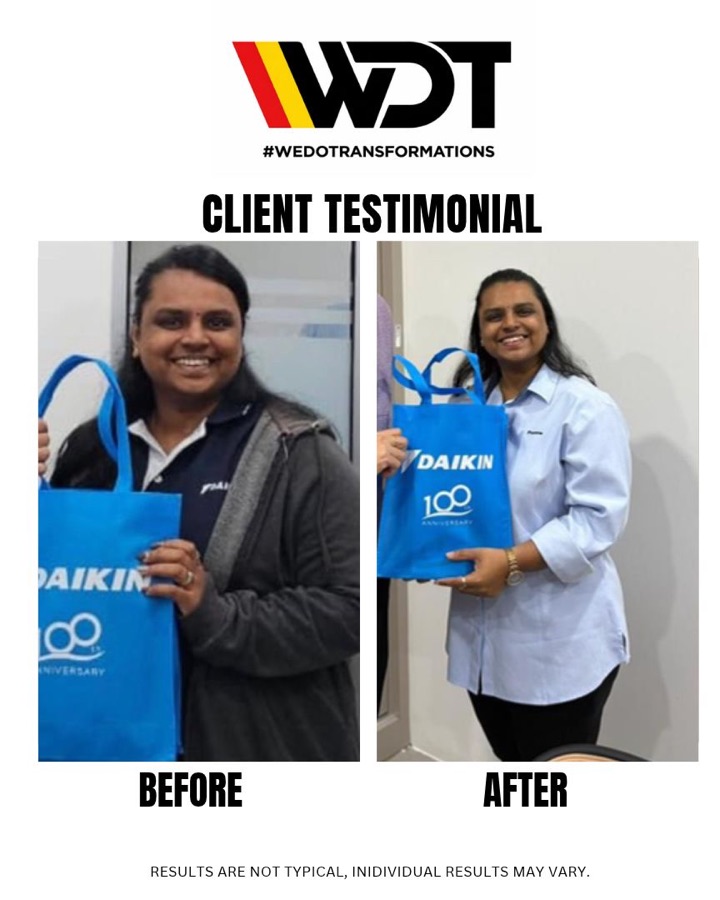 WDT
#WEDOTRANSFORMATIONS
CLIENT TESTIMONIAL
DAIKIN
100
ANNIVERSARY
DAIKIN
100
ANNIVERSARY
BEFORE
AFTER
RESULTS ARE NOT TYPICAL, INIDIVIDUAL RESULTS MAY VARY.